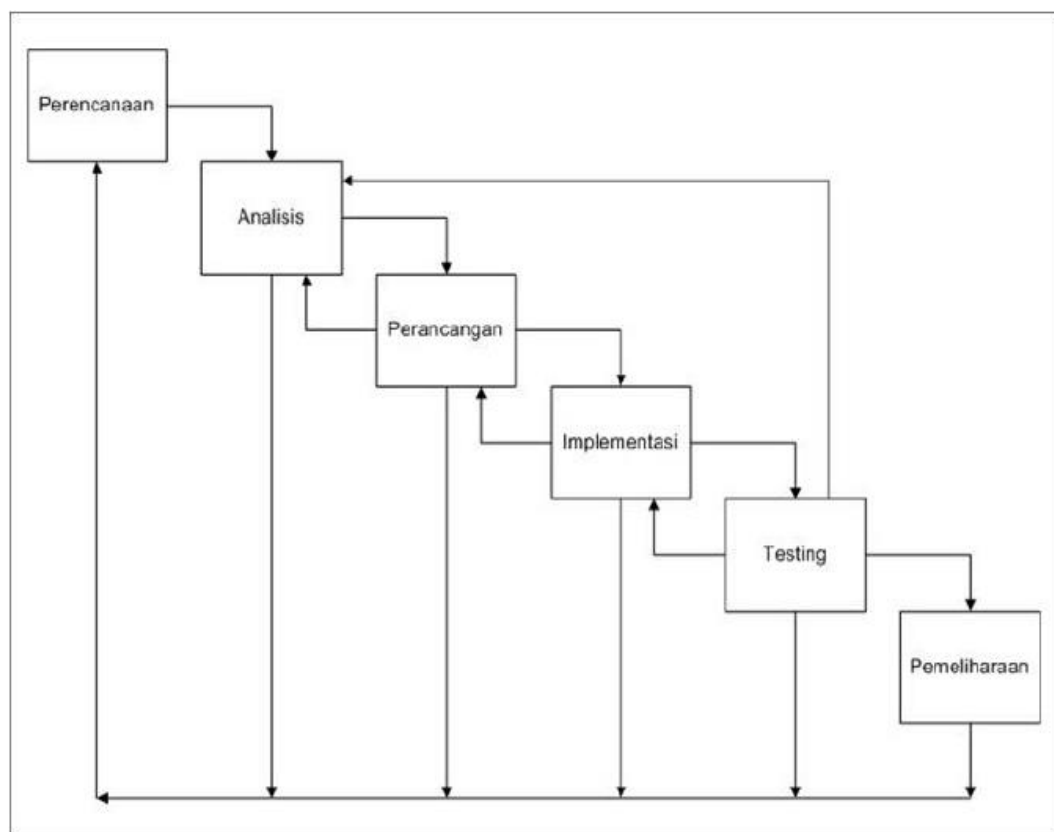 Perencanaan
Analisis
Perancangan
Implementasi
Testing
Pemeliharaan